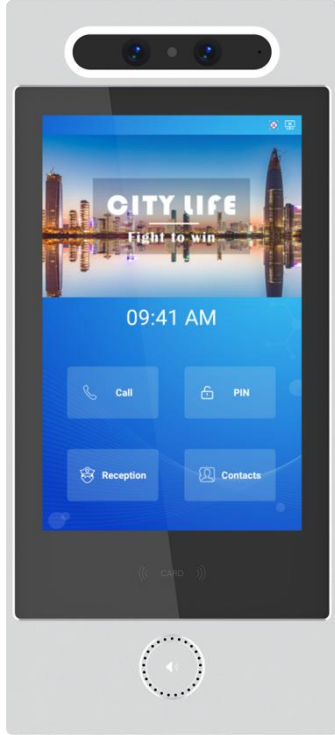 CITY LIFE
Fight to win
09:41 AM
Call
PIN
Reception
Contacts
CARD